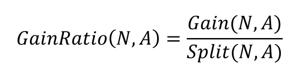 GainRatio(N, A) = Gain(N, A) / Split(N, A)